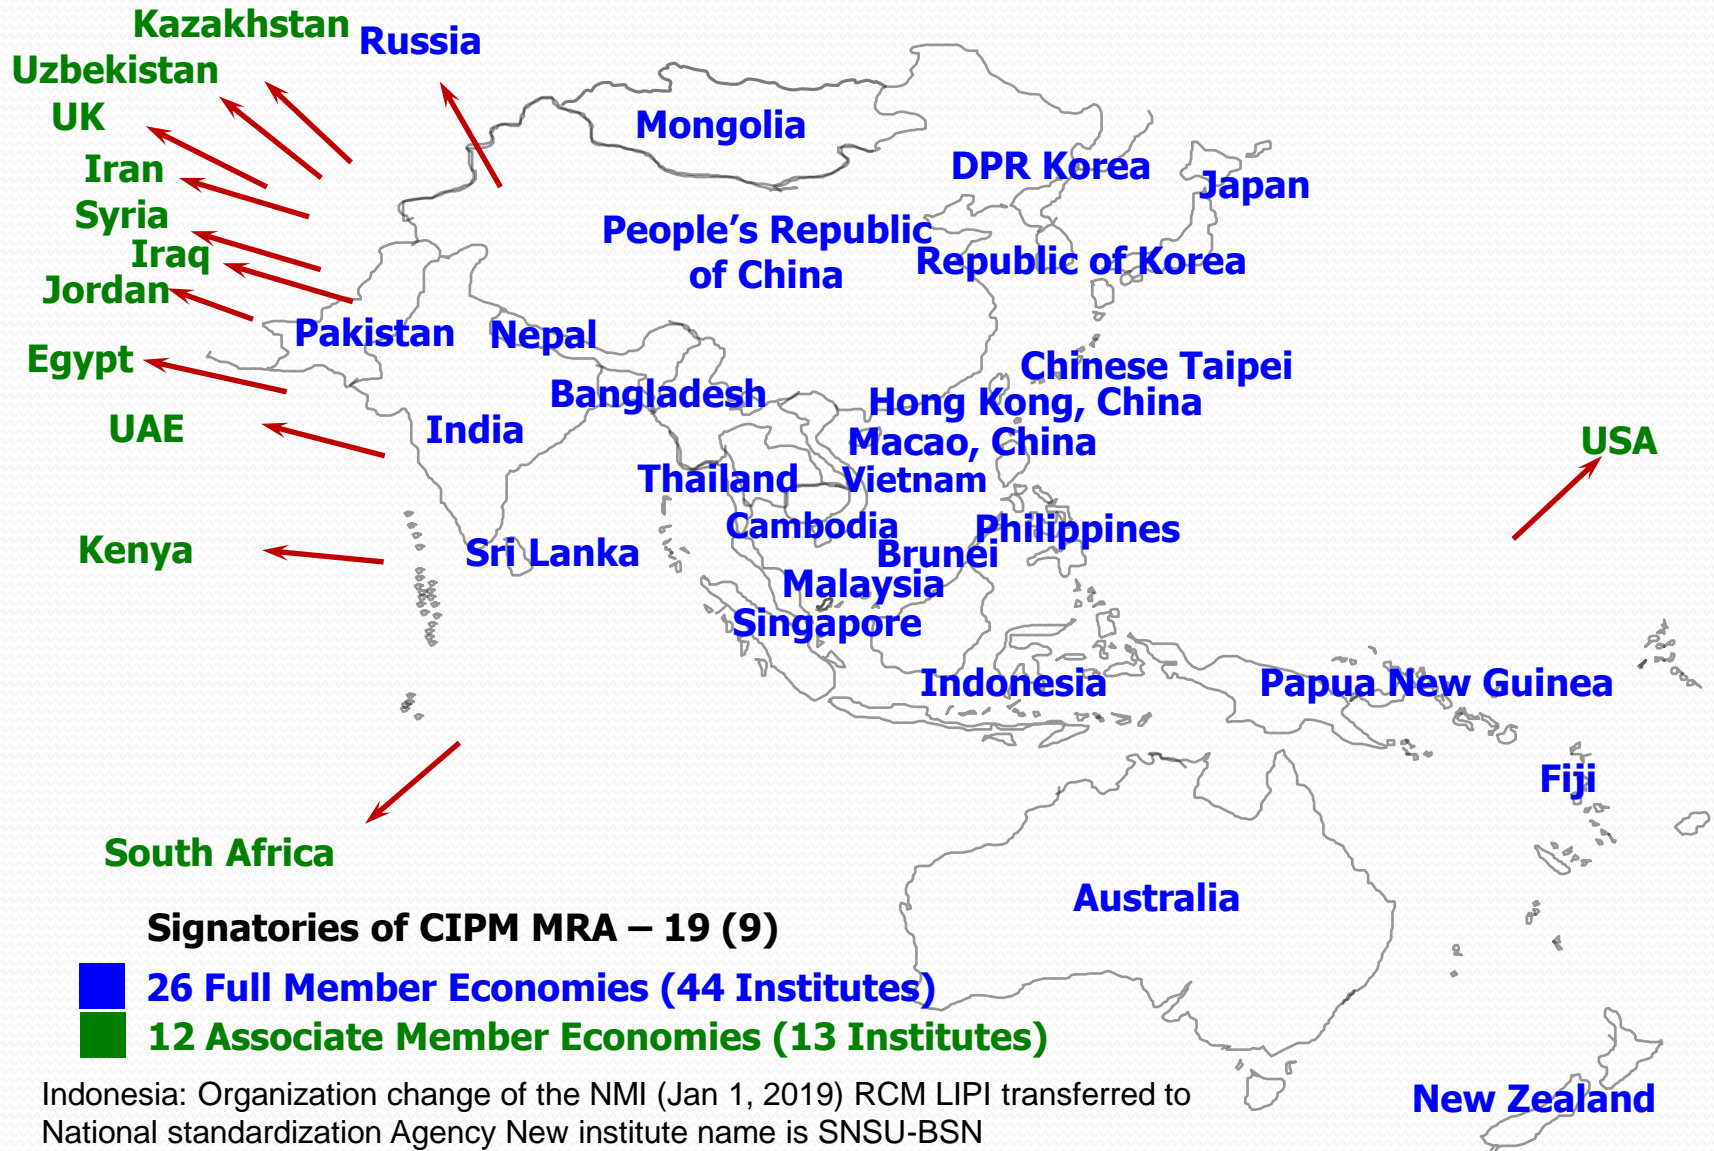 Kazakhstan
Russia
Uzbekistan
UK
Mongolia
Iran
DPR Korea
Japan
Syria
People’s Republic
of China
Iraq
Republic of Korea
Jordan
Pakistan
Nepal
Egypt
Chinese Taipei
Bangladesh
Hong Kong, China
UAE
India
Macao, China
USA
Thailand
Vietnam
Cambodia
Philippines
Kenya
Sri Lanka
Brunei
Malaysia
Singapore
Indonesia
Papua New Guinea
Fiji
South Africa
Australia
Signatories of CIPM MRA – 19 (9)
26 Full Member Economies (44 Institutes)
12 Associate Member Economies (13 Institutes)
New Zealand
Indonesia: Organization change of the NMI (Jan 1, 2019) RCM LIPI transferred to
National standardization Agency New institute name is SNSU-BSN